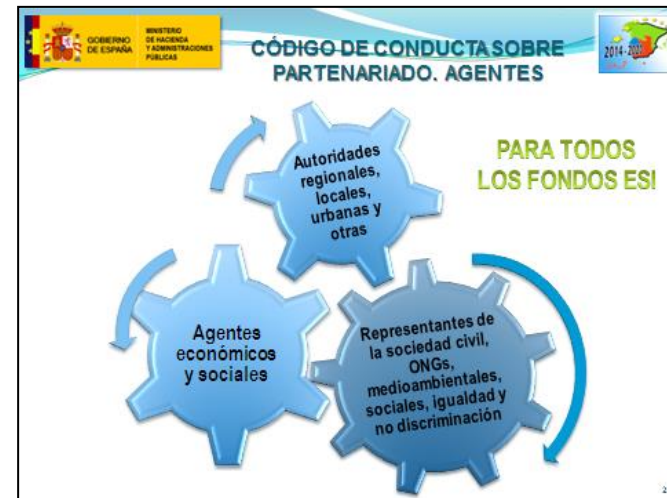 GOBIERNO
DE ESPAÑA
MINISTERIO
DE HACIENDA
Y ADMINISTRACIONES
PÚBLICAS
CÓDIGO DE CONDUCTA SOBRE
PARTENARIADO. AGENTES
2014-2020
PARA TODOS
LOS FONDOS ESI
Autoridades
regionales,
locales,
urbanas y
otras
Agentes
económicos
y sociales
Representantes de
la sociedad civil,
ONGs,
medioambientales,
sociales, igualdad y
no discriminación